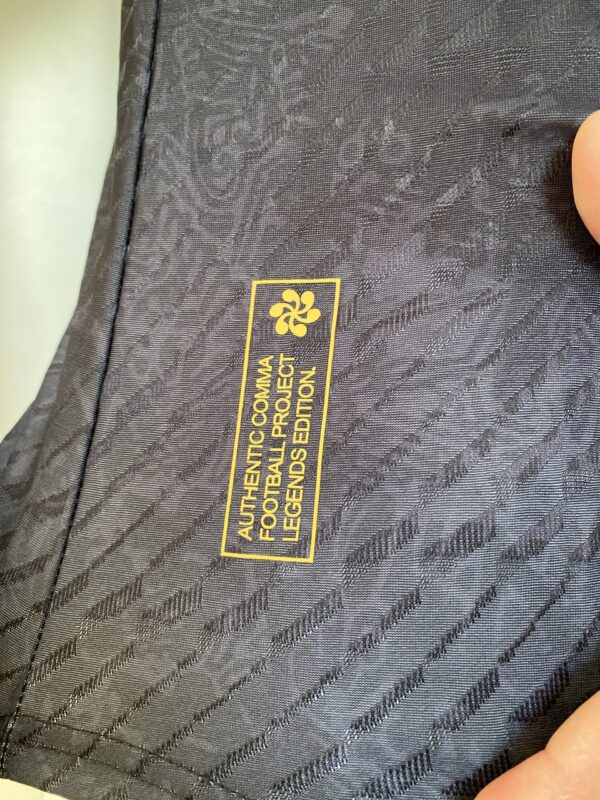 AUTHENTIC COMMA
FOOTBALL PROJECT
LEGENDS EDITION.